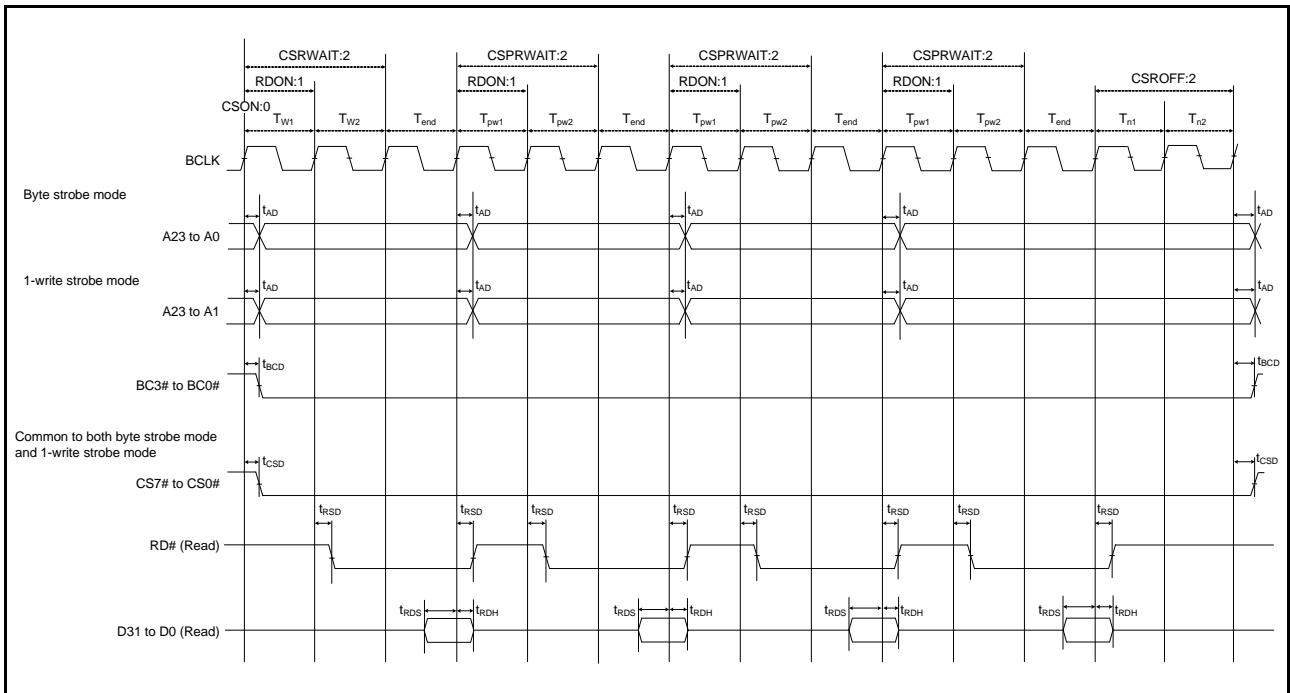 CSRWAIT:2 CSPRWAIT:2 CSPRWAIT:2 CSPRWAIT:2
RDON:1 RDON:1 RDON:1 RDON:1 CSROFF:2
CSON:0
TW1 TW2 Tend Tpw1 Tpw2 Tend Tpw1 Tpw2 Tend Tpw1 Tpw2 Tend Tn1 Tn2
BCLK
Byte strobe mode
tAD tAD tAD tAD tAD
A23 to A0
1-write strobe mode
tAD tAD tAD tAD tAD
A23 to A1
tBCD tBCD
BC3# to BC0#
Common to both byte strobe mode
and 1-write strobe mode
tCSD tCSD
CS7# to CS0#
tRSD tRSD tRSD tRSD tRSD tRSD tRSD tRSD
RD# (Read)
tRDS tRDH tRDS tRDH tRDS tRDH tRDS tRDH
D31 to D0 (Read)